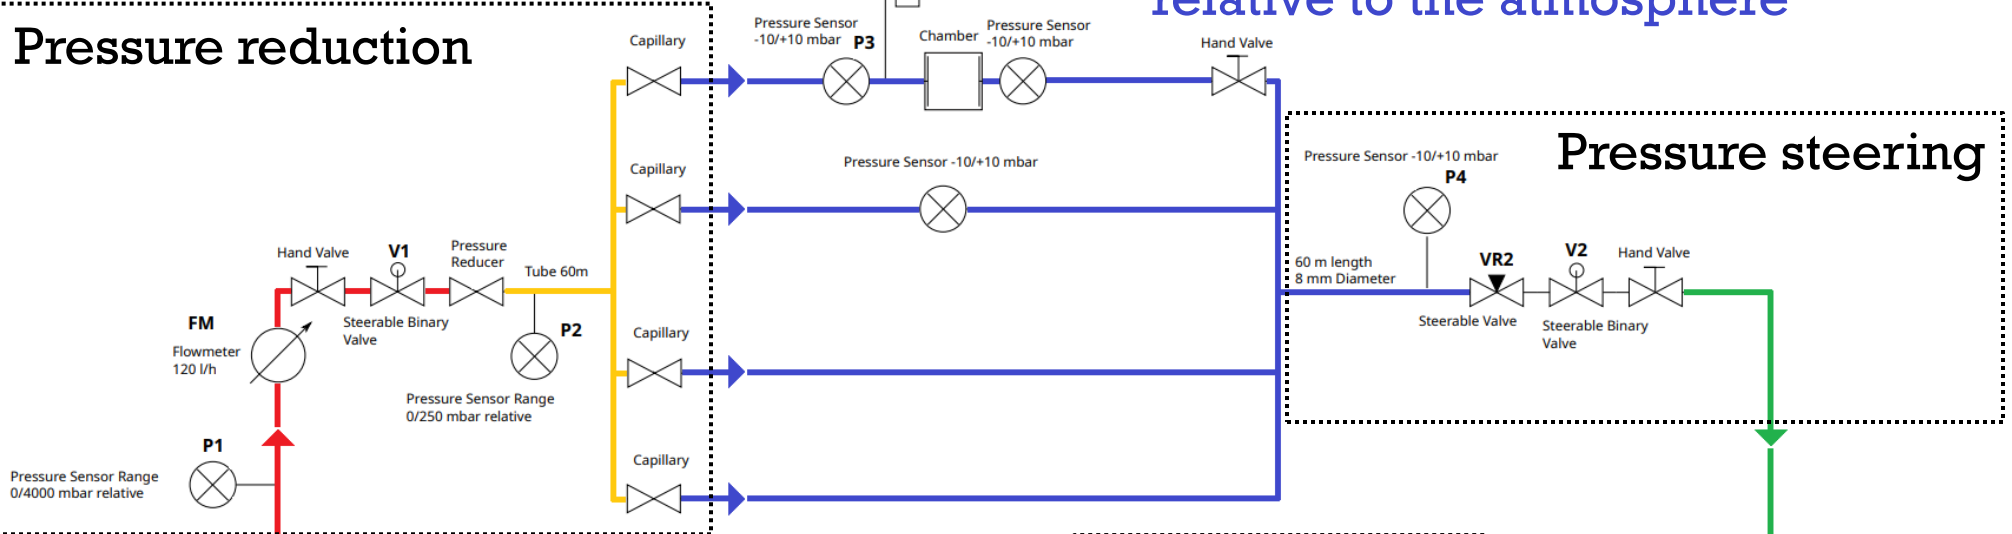 relative to the atmosphere
Pressure reduction
Capillary
Pressure Sensor
-10/+10 mbar
P3
Chamber
Pressure Sensor
-10/+10 mbar
Hand Valve
Capillary
Pressure Sensor -10/+10 mbar
Pressure steering
Pressure Sensor -10/+10 mbar
P4
Hand Valve
V1
Pressure
Reducer
Tube 60m
60 m length
8 mm Diameter
VR2
V2
Hand Valve
FM
Flowmeter
120 l/h
Steerable Binary
Valve
P2
Capillary
Steerable Valve
Steerable Binary
Valve
Pressure Sensor Range
0/250 mbar relative
P1
Pressure Sensor Range
0/4000 mbar relative
Capillary